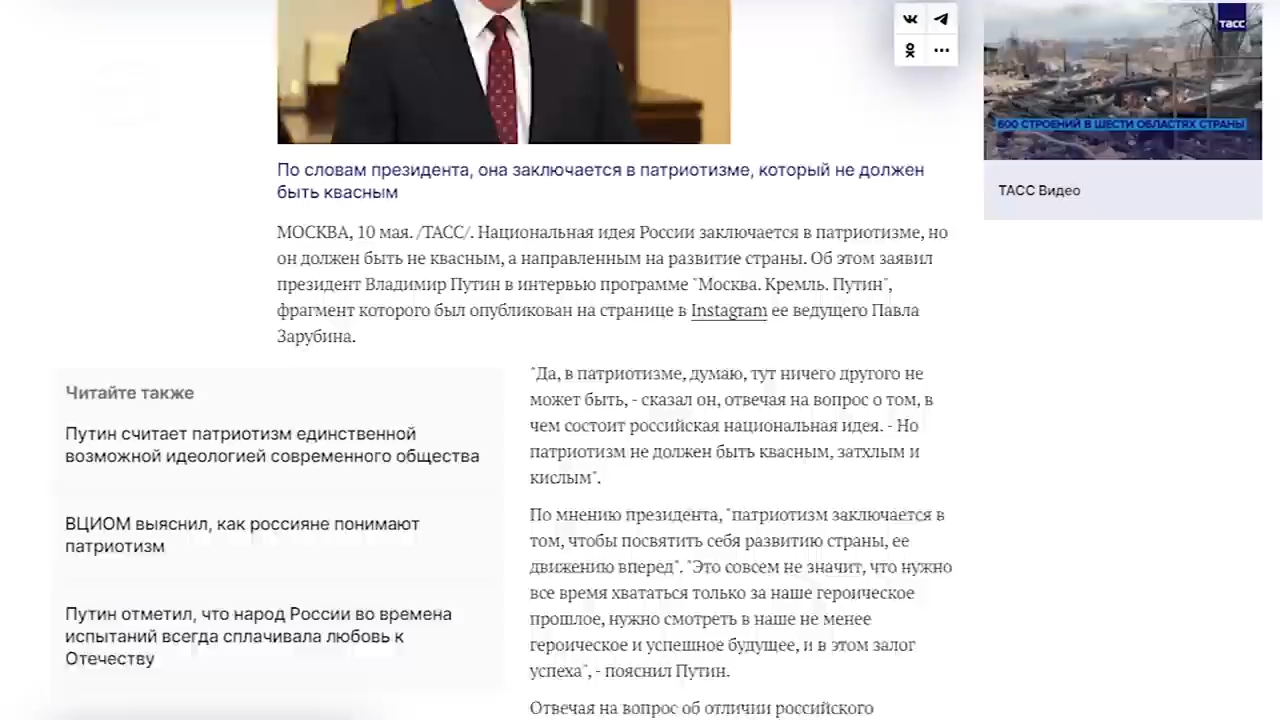 тасс
600 СТРОЕНИЙ В ШЕСТИ ОБЛАСТЯХ СТРАНЫ
ТАСС Видео
По словам президента, она заключается в патриотизме, который не должен
быть квасным
МОСКВА, 10 мая. /ТАСС/. Национальная идея России заключается в патриотизме, но
он должен быть не квасным, а направленным на развитие страны. Об этом заявил
президент Владимир Путин в интервью программе "Москва. Кремль. Путин",
фрагмент которого был опубликован на странице в Instagram ее ведущего Павла
Зарубина.
Читайте также
Путин считает патриотизм единственной
возможной идеологией современного общества
ВЦИОМ выяснил, как россияне понимают
патриотизм
Путин отметил, что народ России во времена
испытаний всегда сплачивала любовь к
Отечеству
"Да, в патриотизме, думаю, тут ничего другого не
может быть, - сказал он, отвечая на вопрос о том, в
чем состоит российская национальная идея. - Но
патриотизм не должен быть квасным, затхлым и
кислым".
По мнению президента, "патриотизм заключается в
том, чтобы посвятить себя развитию страны, ее
движению вперед". "Это совсем не значит, что нужно
все время хвататься только за наше героическое
прошлое, нужно смотреть в наше не менее
героическое и успешное будущее, и в этом залог
успеха", - пояснил Путин.
Отвечая на вопрос об отличии российского